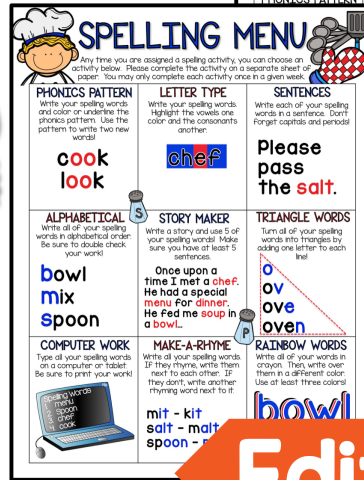 PHONICS PATTERN
SPELLING MENU
Any time you are assigned a spelling activity, you can choose an
activity below. Please complete the activity on a separate sheet of
paper. You may only complete each activity once in a given week.
PHONICS PATTERN
Write your spelling words
and color or underline the
phonics pattern. Use the
pattern to write two new
words!
cook
look
LETTER TYPE
Write your spelling words.
Highlight the vowels one
color and the consonants
another.
chef
SENTENCES
Write each of your spelling
words in a sentence. Don't
forget capitals and periods!
Please
pass
the salt.
ALPHABETICAL
Write all of your spelling
words in alphabetical order.
Be sure to double check
your work!
bowl
mix
spoon
S
STORY MAKER
Write a story and use 5 of
your spelling words! Make
sure you have at least 5
sentences.
Once upon a
time I met a chef.
He had a special
menu for dinner.
He fed me soup in
a bowl...
P
TRIANGLE WORDS
Turn all of your spelling
words into triangles by
adding one letter to each
line!
o
ov
ove
oven
COMPUTER WORK
Type all your spelling words
on a computer or tablet.
Be sure to print your work!
Spelling Words
1. menu
2. spoon
3. chef
4. cook
MAKE-A-RHYME
Write all your spelling words.
If they rhyme, write them
next to each other. If
they don't, write another
rhyming word next to it.
mit - kit
salt - malt
spoon -
RAINBOW WORDS
Write all of your words in
crayon. Then, write over
them in a different color.
Use at least three colors!
bowl
Edi